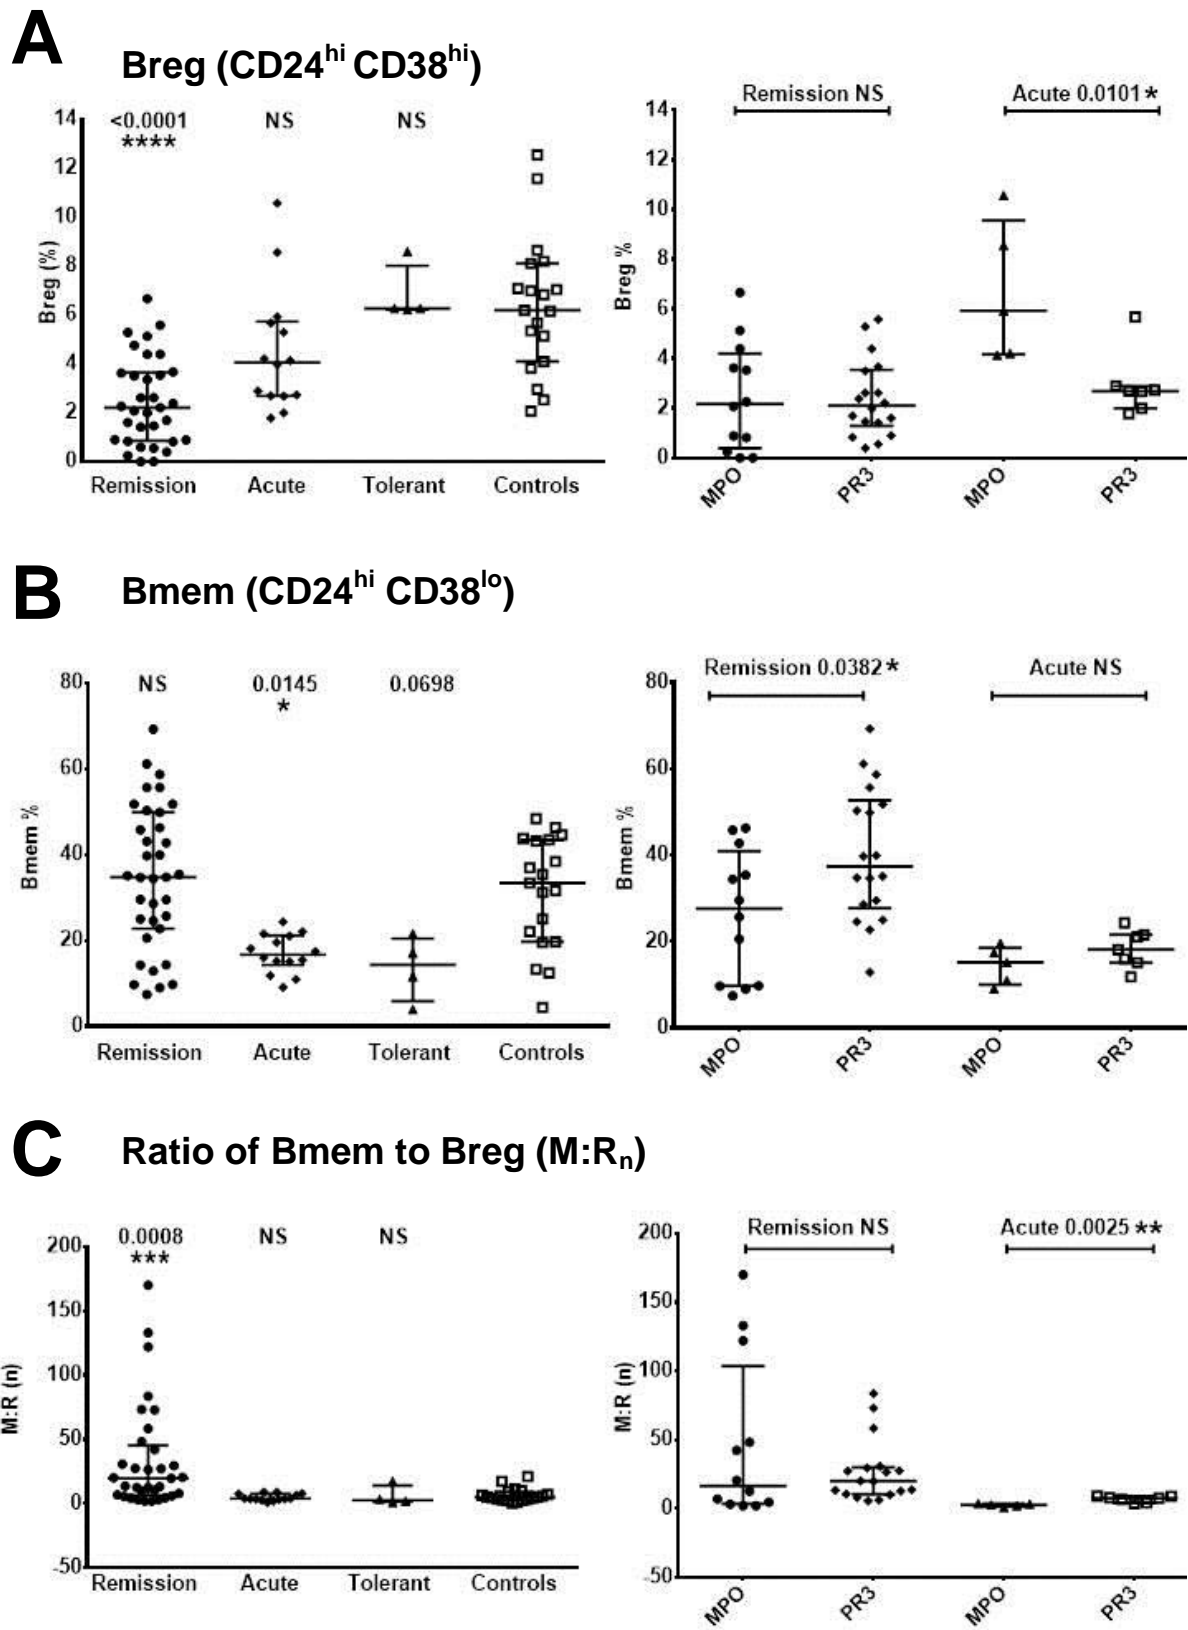 A
Breg (CD24hi CD38hi)
<0.0001
****
NS
NS
Breg (%)
14
12
10
8
6
4
2
0
Remission
Acute
Tolerant
Controls
Remission NS
Acute 0.0101 *
Breg %
14
12
10
8
6
4
2
0
MPO
PR3
MPO
PR3
B
Bmem (CD24hi CD38lo)
NS
0.0145
*
0.0698
Bmem %
80
60
40
20
0
Remission
Acute
Tolerant
Controls
Remission 0.0382 *
Acute NS
Bmem %
80
60
40
20
0
MPO
PR3
MPO
PR3
C
Ratio of Bmem to Breg (M:Rn)
0.0008
***
NS
NS
M:R (n)
200
150
100
50
0
-50
Remission
Acute
Tolerant
Controls
Remission NS
Acute 0.0025 **
M:R (n)
200
150
100
50
0
-50
MPO
PR3
MPO
PR3